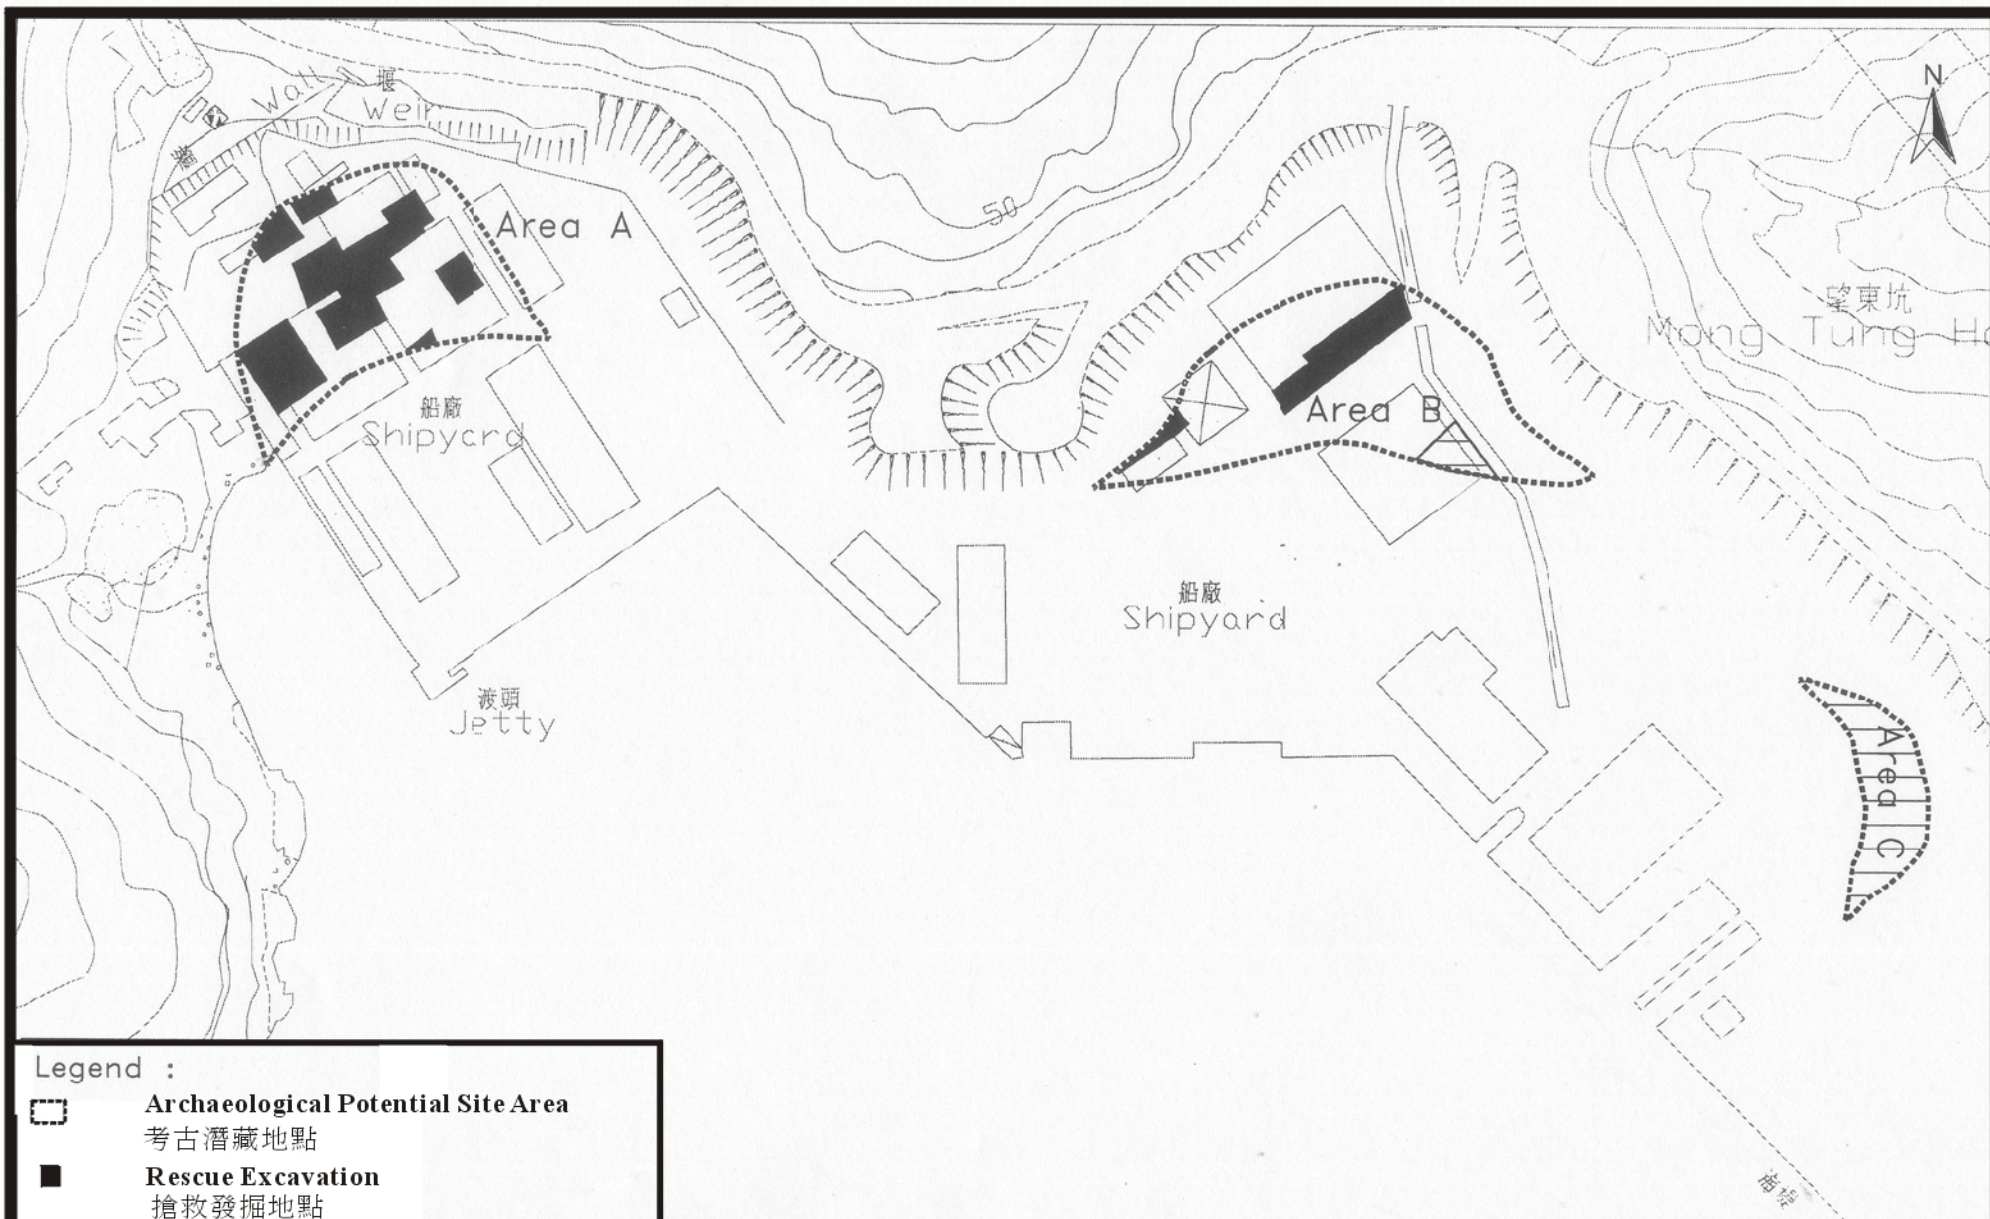 Wall
堰
Weir
N
Area A
50
望東坑
Mong Tung H
Area B
船廠
Shipyard
船廠
Shipyard
渡頭
Jetty
Area C
海堤
Legend :
Archaeological Potential Site Area
考古潛藏地點
Rescue Excavation
搶救發掘地點